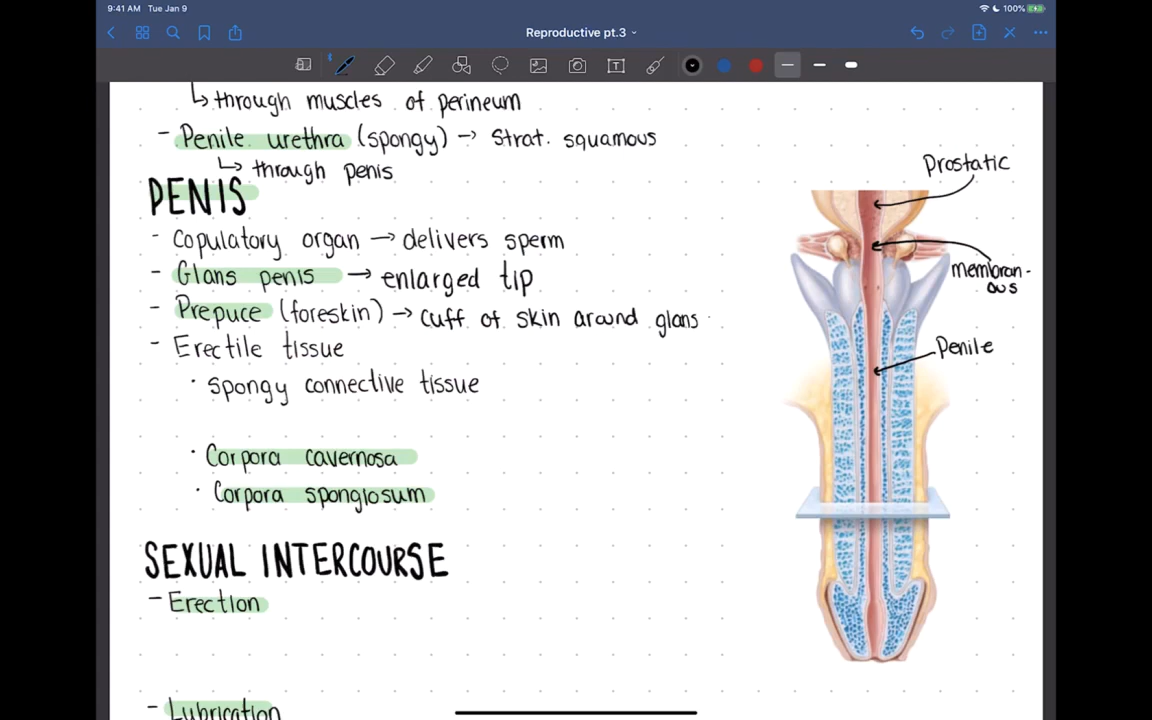 9:41 AM Tue Jan 9
100%
Reproductive pt.3
↳ through muscles of perineum
- Penile urethra (spongy) → Strat. squamous
↳ through penis
PENIS
- Copulatory organ → delivers sperm
- Glans penis → enlarged tip
- Prepuce (foreskin) → cuff of skin around glans
- Erectile tissue
· spongy connective tissue
· Corpora cavernosa
· Corpora spongiosum
SEXUAL INTERCOURSE
- Erection
- Lubrication
Prostatic
membran-
ous
Penile